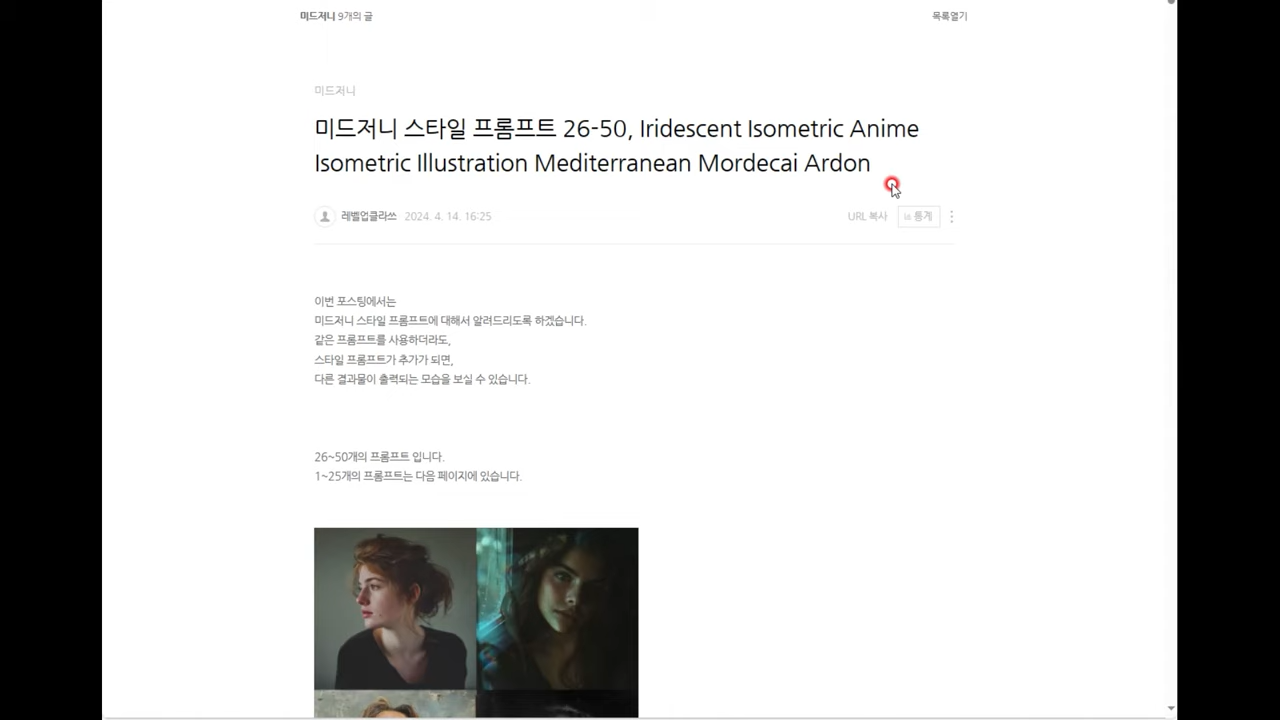 미드저니 9개의 글
목록열기
미드저니
미드저니 스타일 프롬프트 26-50, Iridescent Isometric Anime
Isometric Illustration Mediterranean Mordecai Ardon
레벨업클라쓰 2024. 4. 14. 16:25
URL 복사 통계
이번 포스팅에서는
미드저니 스타일 프롬프트에 대해서 알려드리도록 하겠습니다.
같은 프롬프트를 사용하더라도,
스타일 프롬프트가 추가가 되면,
다른 결과물이 출력되는 모습을 보실 수 있습니다.
26~50개의 프롬프트 입니다.
1~25개의 프롬프트는 다음 페이지에 있습니다.